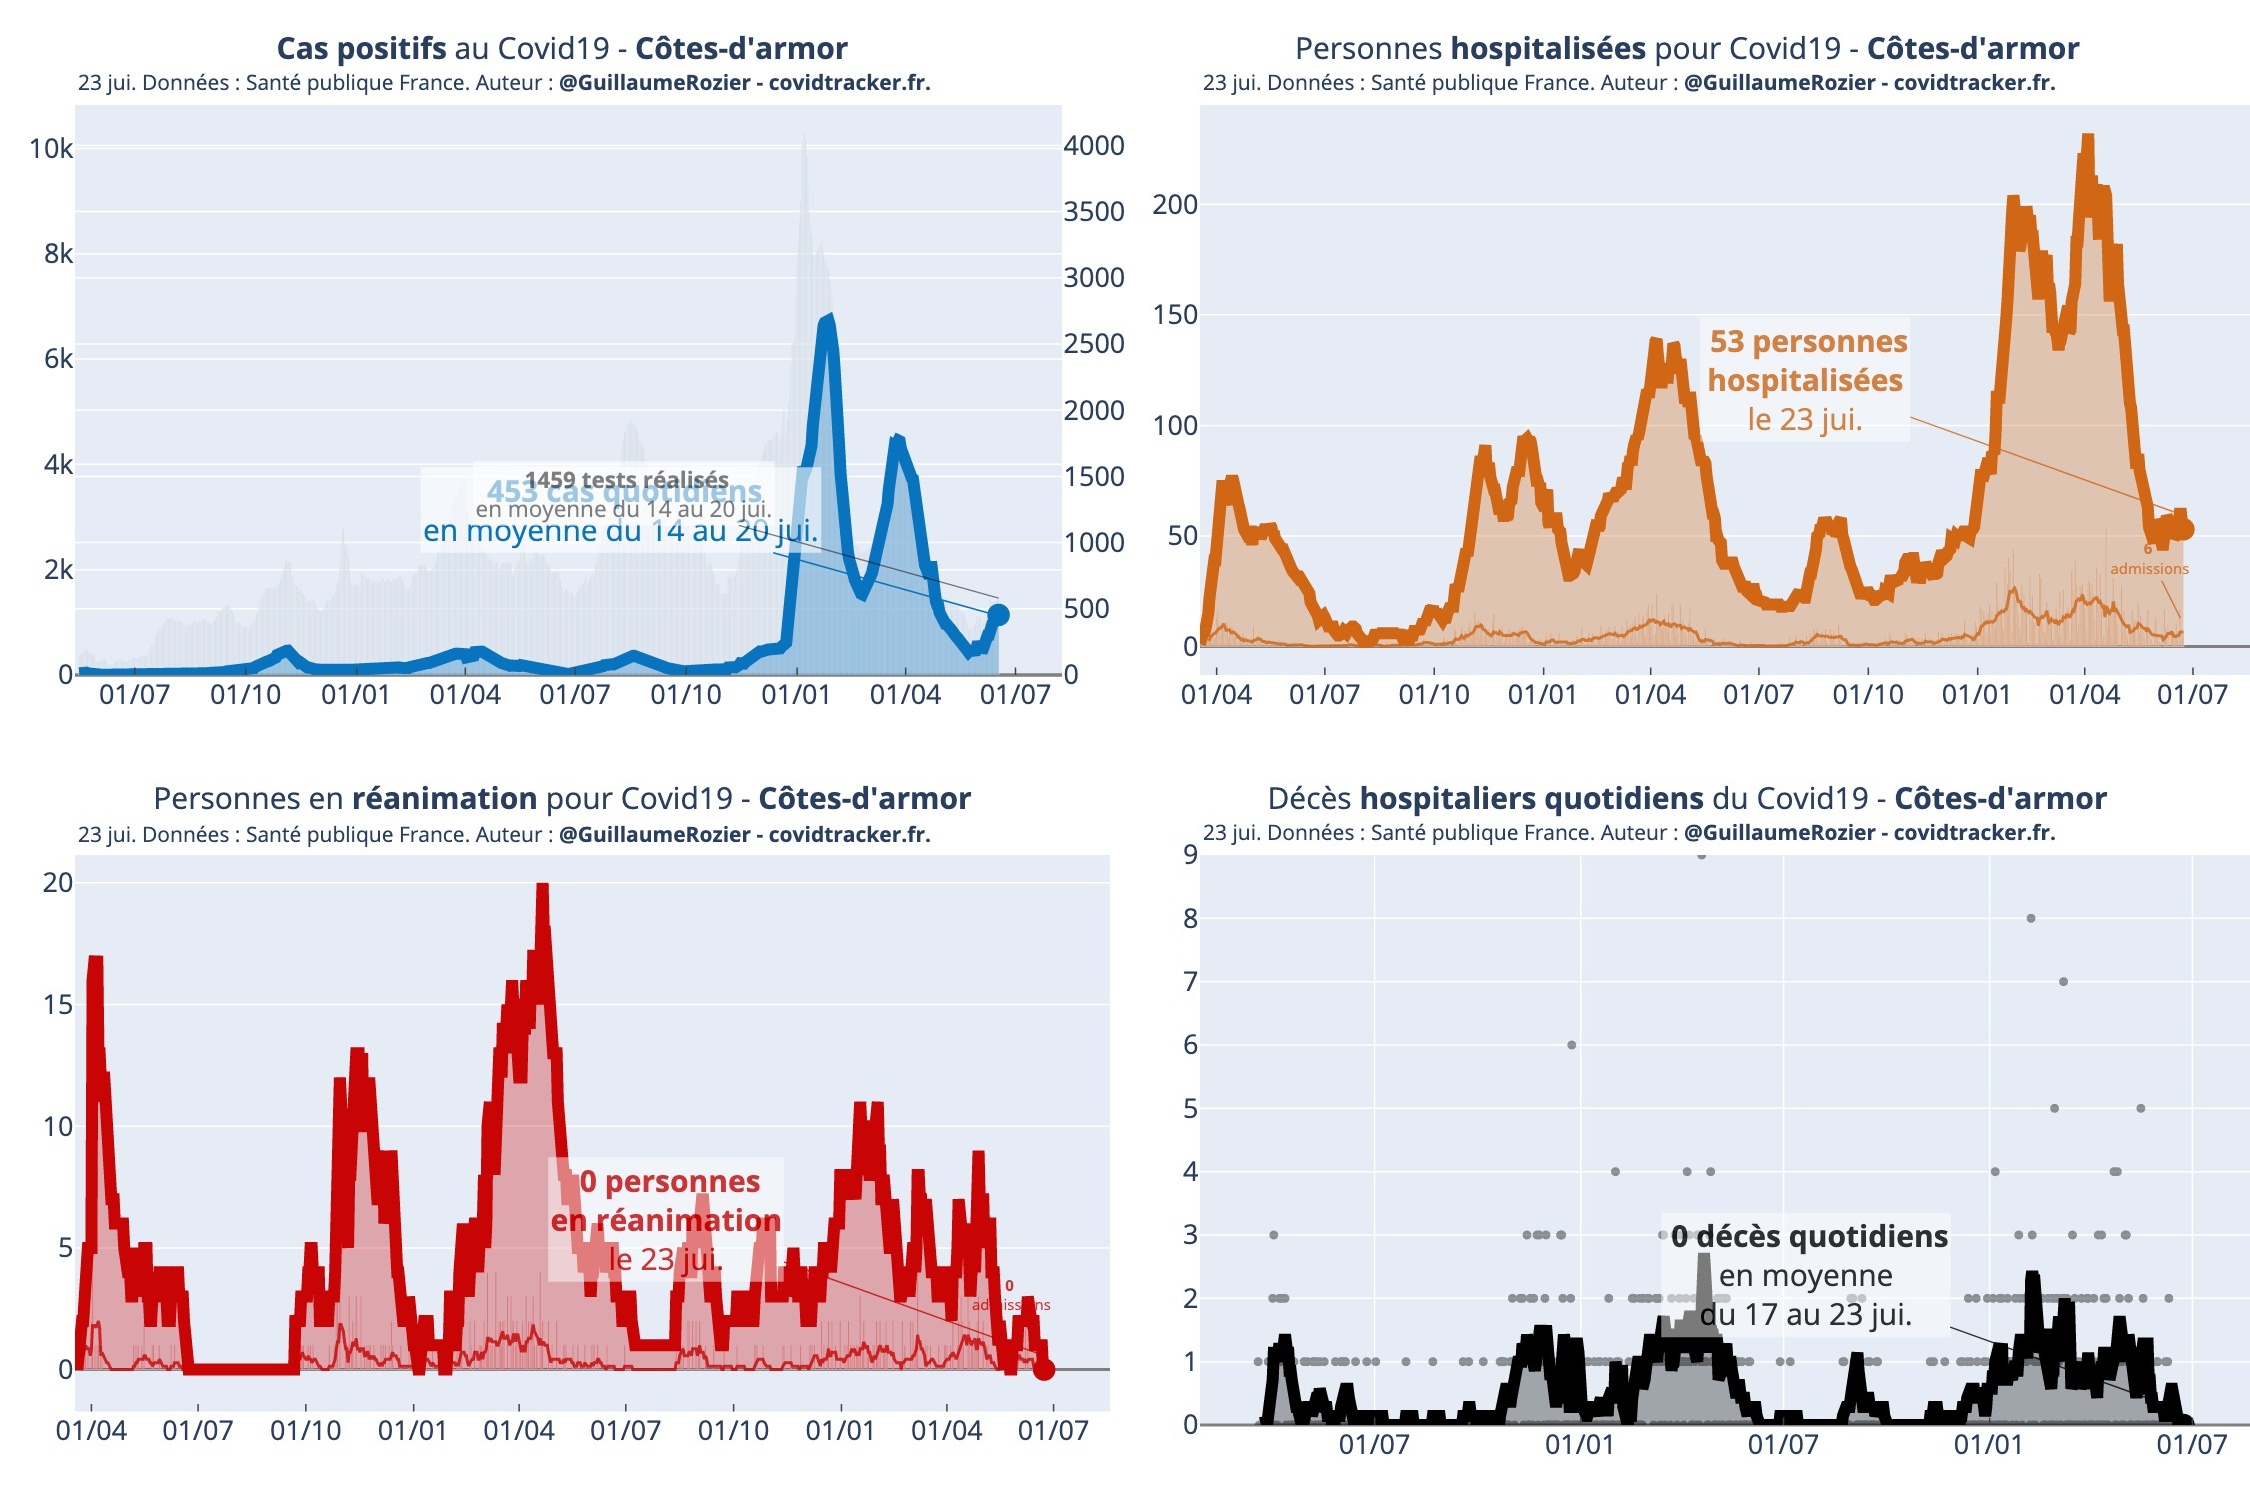 Cas positifs au Covid19 - Côtes-d'armor
23 jui. Données : Santé publique France. Auteur : @GuillaumeRozier - covidtracker.fr.
10k
8k
6k
4k
2k
0
4000
3500
3000
2500
2000
1500
1000
500
0
1459 tests réalisés
453 cas quotidiens
en moyenne du 14 au 20 jui.
en moyenne du 14 au 20 jui.
01/07 01/10 01/01 01/04 01/07 01/10 01/01 01/04 01/07
Personnes hospitalisées pour Covid19 - Côtes-d'armor
23 jui. Données : Santé publique France. Auteur : @GuillaumeRozier - covidtracker.fr.
200
150
100
50
0
53 personnes
hospitalisées
le 23 jui.
6
admissions
01/04 01/07 01/10 01/01 01/04 01/07 01/10 01/01 01/04 01/07
Personnes en réanimation pour Covid19 - Côtes-d'armor
23 jui. Données : Santé publique France. Auteur : @GuillaumeRozier - covidtracker.fr.
20
15
10
5
0
0 personnes
en réanimation
le 23 jui.
0
admissions
01/04 01/07 01/10 01/01 01/04 01/07 01/10 01/01 01/04 01/07
Décès hospitaliers quotidiens du Covid19 - Côtes-d'armor
23 jui. Données : Santé publique France. Auteur : @GuillaumeRozier - covidtracker.fr.
9
8
7
6
5
4
3
2
1
0
0 décès quotidiens
en moyenne
du 17 au 23 jui.
01/07 01/01 01/07 01/01 01/07